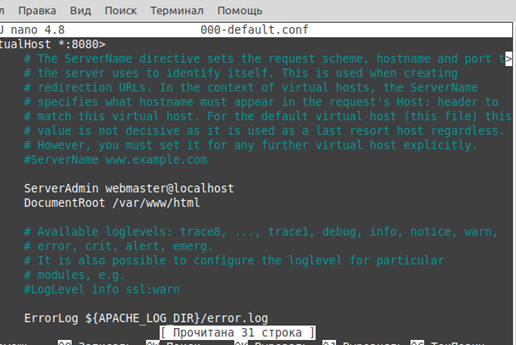 Правка Вид Поиск Терминал Помощь
U nano 4.8 000-default.conf
tualHost *:8080>
# The ServerName directive sets the request scheme, hostname and port t>
# the server uses to identify itself. This is used when creating
# redirection URLs. In the context of virtual hosts, the ServerName
# specifies what hostname must appear in the request's Host: header to
# match this virtual host. For the default virtual host (this file) this
# value is not decisive as it is used as a last resort host regardless.
# However, you must set it for any further virtual host explicitly.
#ServerName www.example.com
ServerAdmin webmaster@localhost
DocumentRoot /var/www/html
# Available loglevels: trace8, ..., trace1, debug, info, notice, warn,
# error, crit, alert, emerg.
# It is also possible to configure the loglevel for particular
# modules, e.g.
#LogLevel info ssl:warn
ErrorLog ${APACHE_LOG_DIR}/error.log
[ Прочитана 31 строка ]